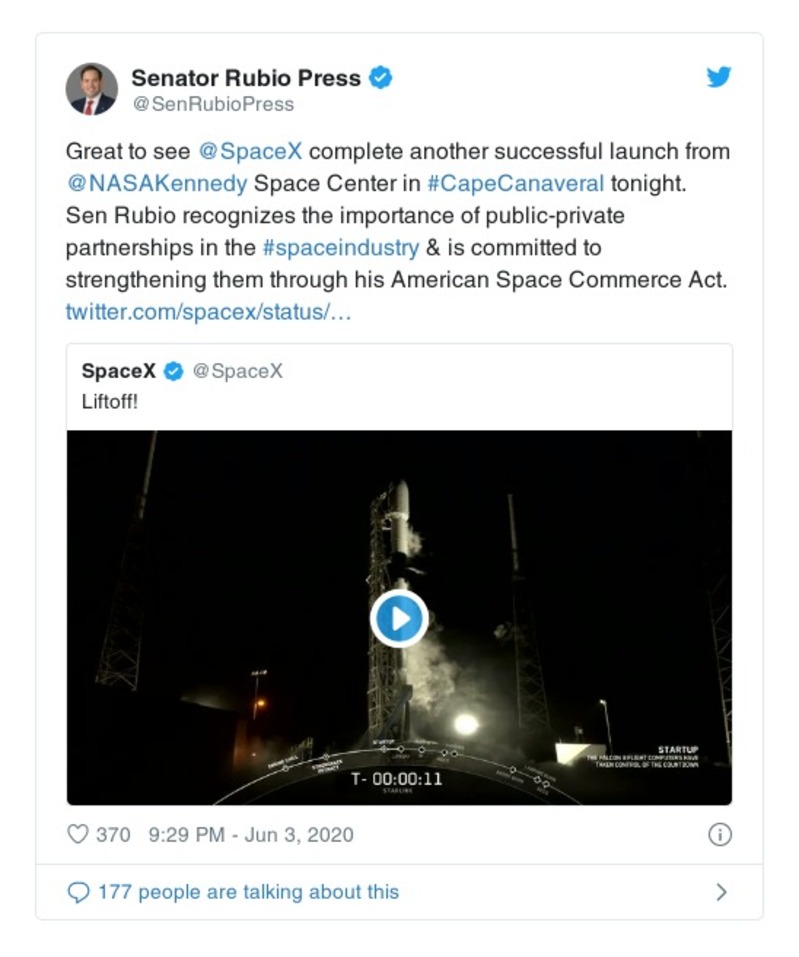 Senator Rubio Press
@SenRubioPress
Great to see @SpaceX complete another successful launch from
@NASAKennedy Space Center in #CapeCanaveral tonight.
Sen Rubio recognizes the importance of public-private
partnerships in the #spaceindustry & is committed to
strengthening them through his American Space Commerce Act.
twitter.com/spacex/status/…
SpaceX @SpaceX
Liftoff!
STARTUP
THE FALCON 9 FLIGHT COMPUTERS HAVE
TAKEN CONTROL OF THE COUNTDOWN
STARTUP
ENGINE CHILL
STRONGBACK
RETRACT
T- 00:00:11
STARLINK
370 9:29 PM - Jun 3, 2020
177 people are talking about this